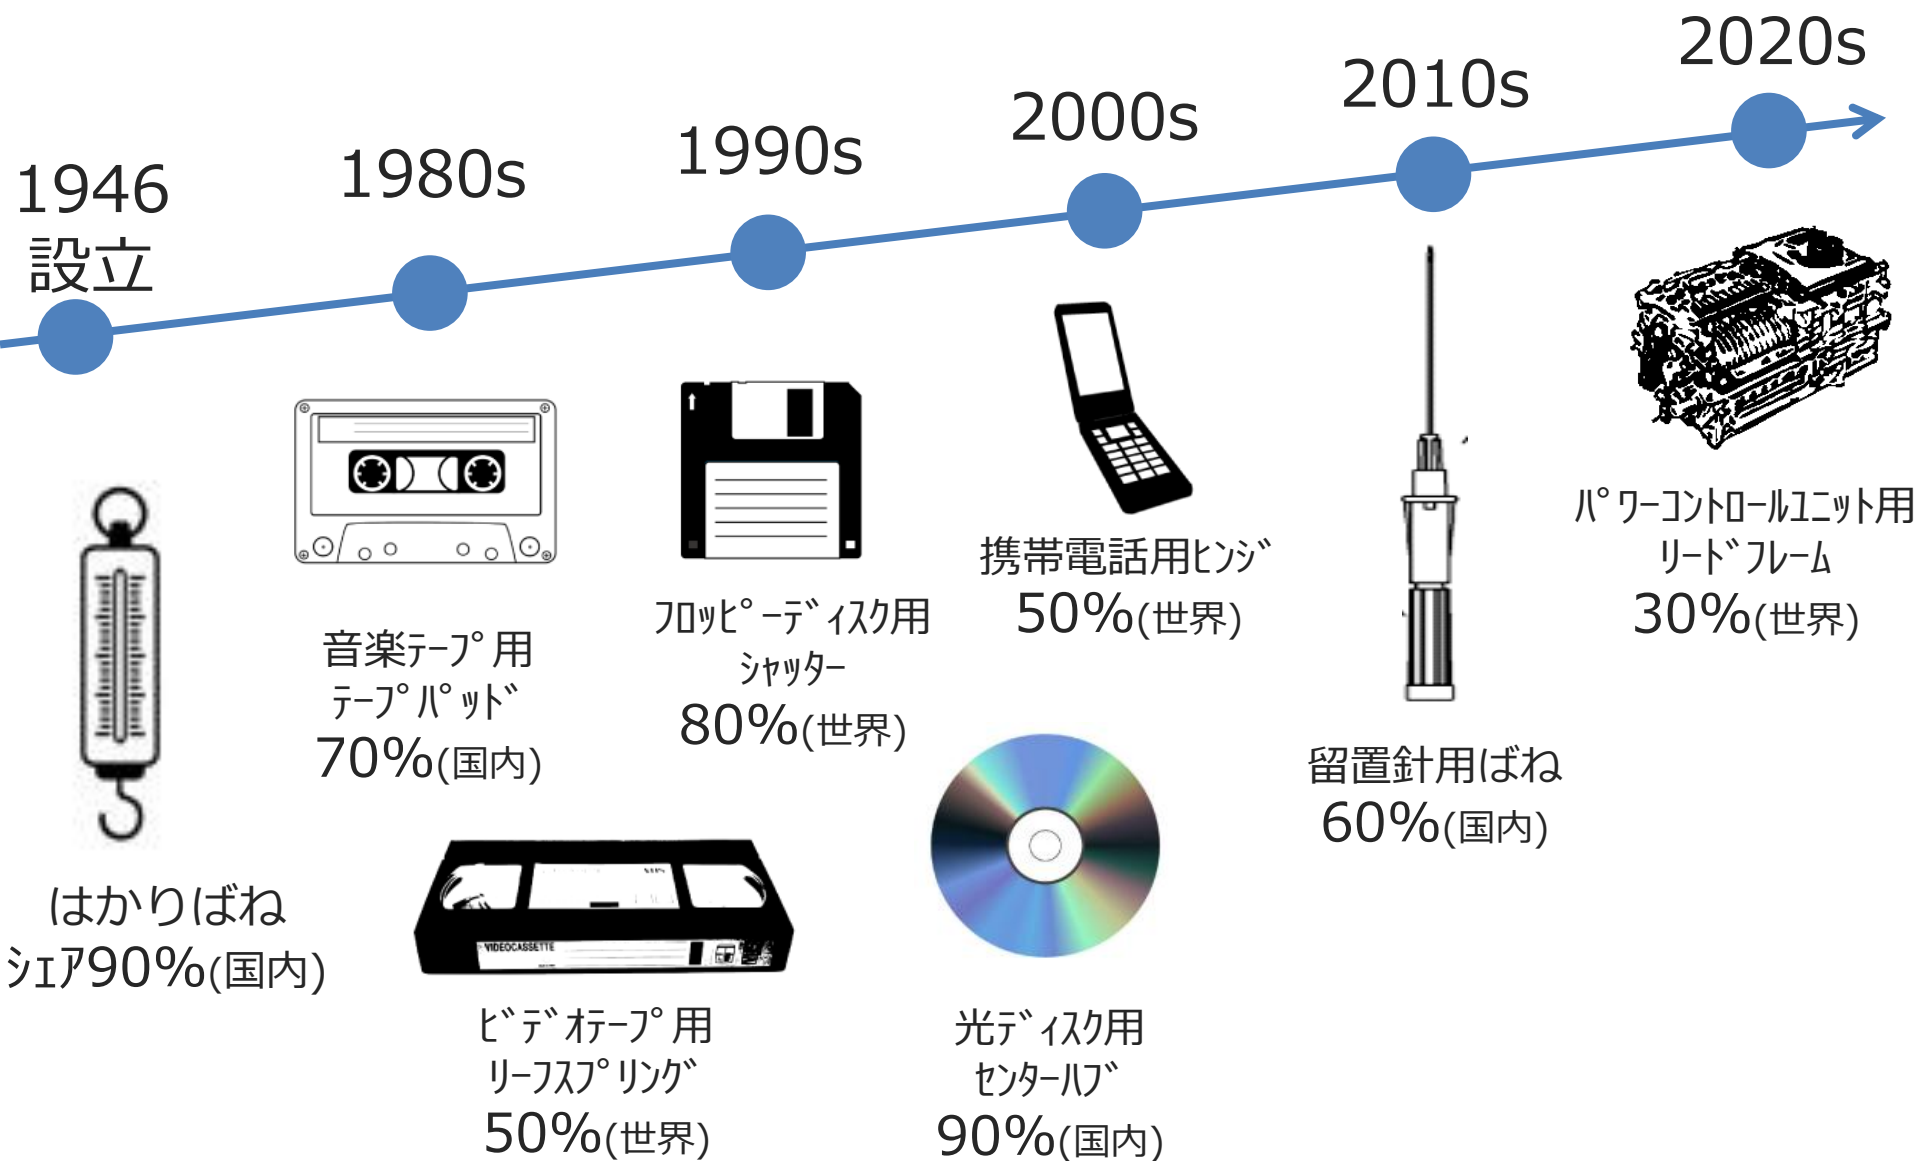 1946
設立
1980s
1990s
2000s
2010s
2020s
はかりばね
ｼｪｱ90%(国内)
音楽ﾃｰﾌﾟ用
ﾃｰﾌﾟﾊﾟｯﾄﾞ
70%(国内)
VIDEOCASSETTE
ﾋﾞﾃﾞｵﾃｰﾌﾟ用
ﾘｰﾌｽﾌﾟﾘﾝｸﾞ
50%(世界)
ﾌﾛｯﾋﾟｰﾃﾞｨｽｸ用
ｼｬｯﾀｰ
80%(世界)
光ﾃﾞｨｽｸ用
ｾﾝﾀｰﾊﾌﾞ
90%(国内)
携帯電話用ﾋﾝｼﾞ
50%(世界)
留置針用ばね
60%(国内)
ﾊﾟﾜｰｺﾝﾄﾛｰﾙﾕﾆｯﾄ用
ﾘｰﾄﾞﾌﾚｰﾑ
30%(世界)